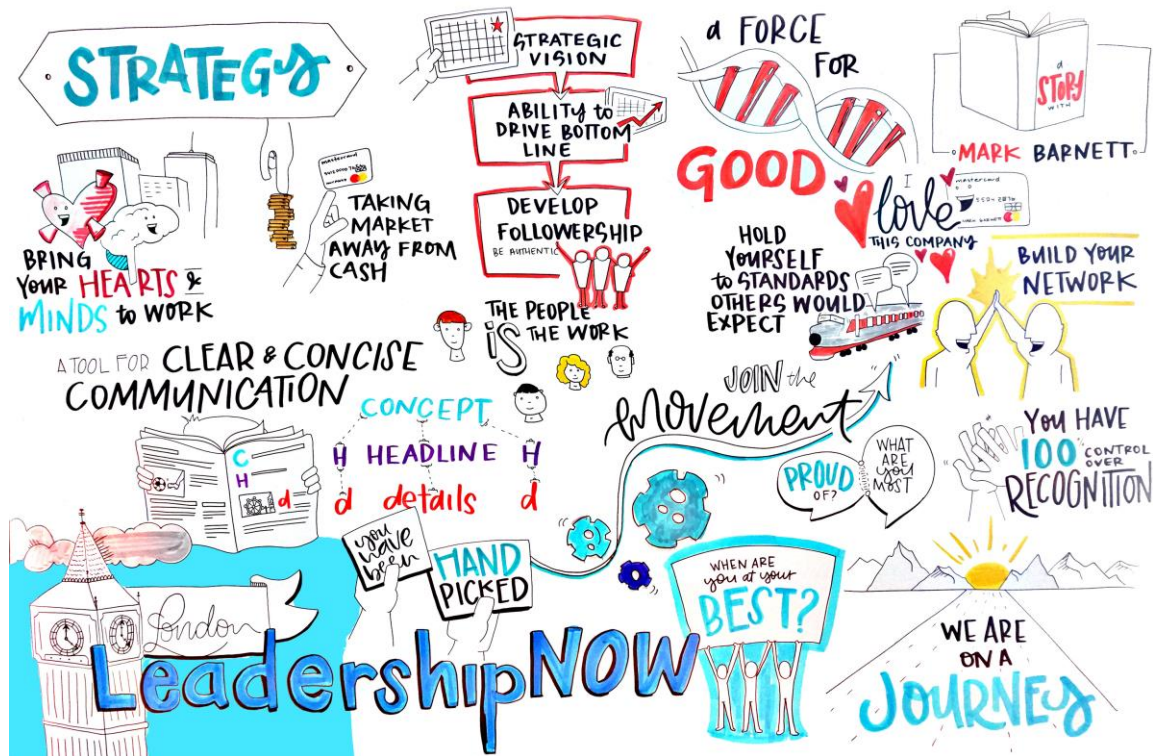 STRATEGY
BRING
YOUR HEARTS &
MINDS to WORK
mastercard
TAKING
MARKET
AWAY FROM
CASH
STRATEGIC
VISION
ABILITY to
DRIVE BOTTOM
LINE
DEVELOP
FOLLOWERSHIP
BE AUTHENTIC
THE PEOPLE
IS THE WORK
a FORCE
FOR
GOOD
a
STORY
WITH
MARK BARNETT
I
love
THIS COMPANY
mastercard
HOLD
YOURSELF
to STANDARDS
OTHERS WOULD
EXPECT
BUILD YOUR
NETWORK
A TOOL FOR CLEAR & CONCISE
COMMUNICATION
C
H
d
CONCEPT
H HEADLINE H
d details d
JOIN the
movement
PROUD
OF?
WHAT
ARE
YOU
MOST
YOU HAVE
100 CONTROL
OVER
RECOGNITION
you
have
been
HAND
PICKED
London
LeadershipNOW
WHEN ARE
you at your
BEST?
WE ARE
ON A
JOURNEY